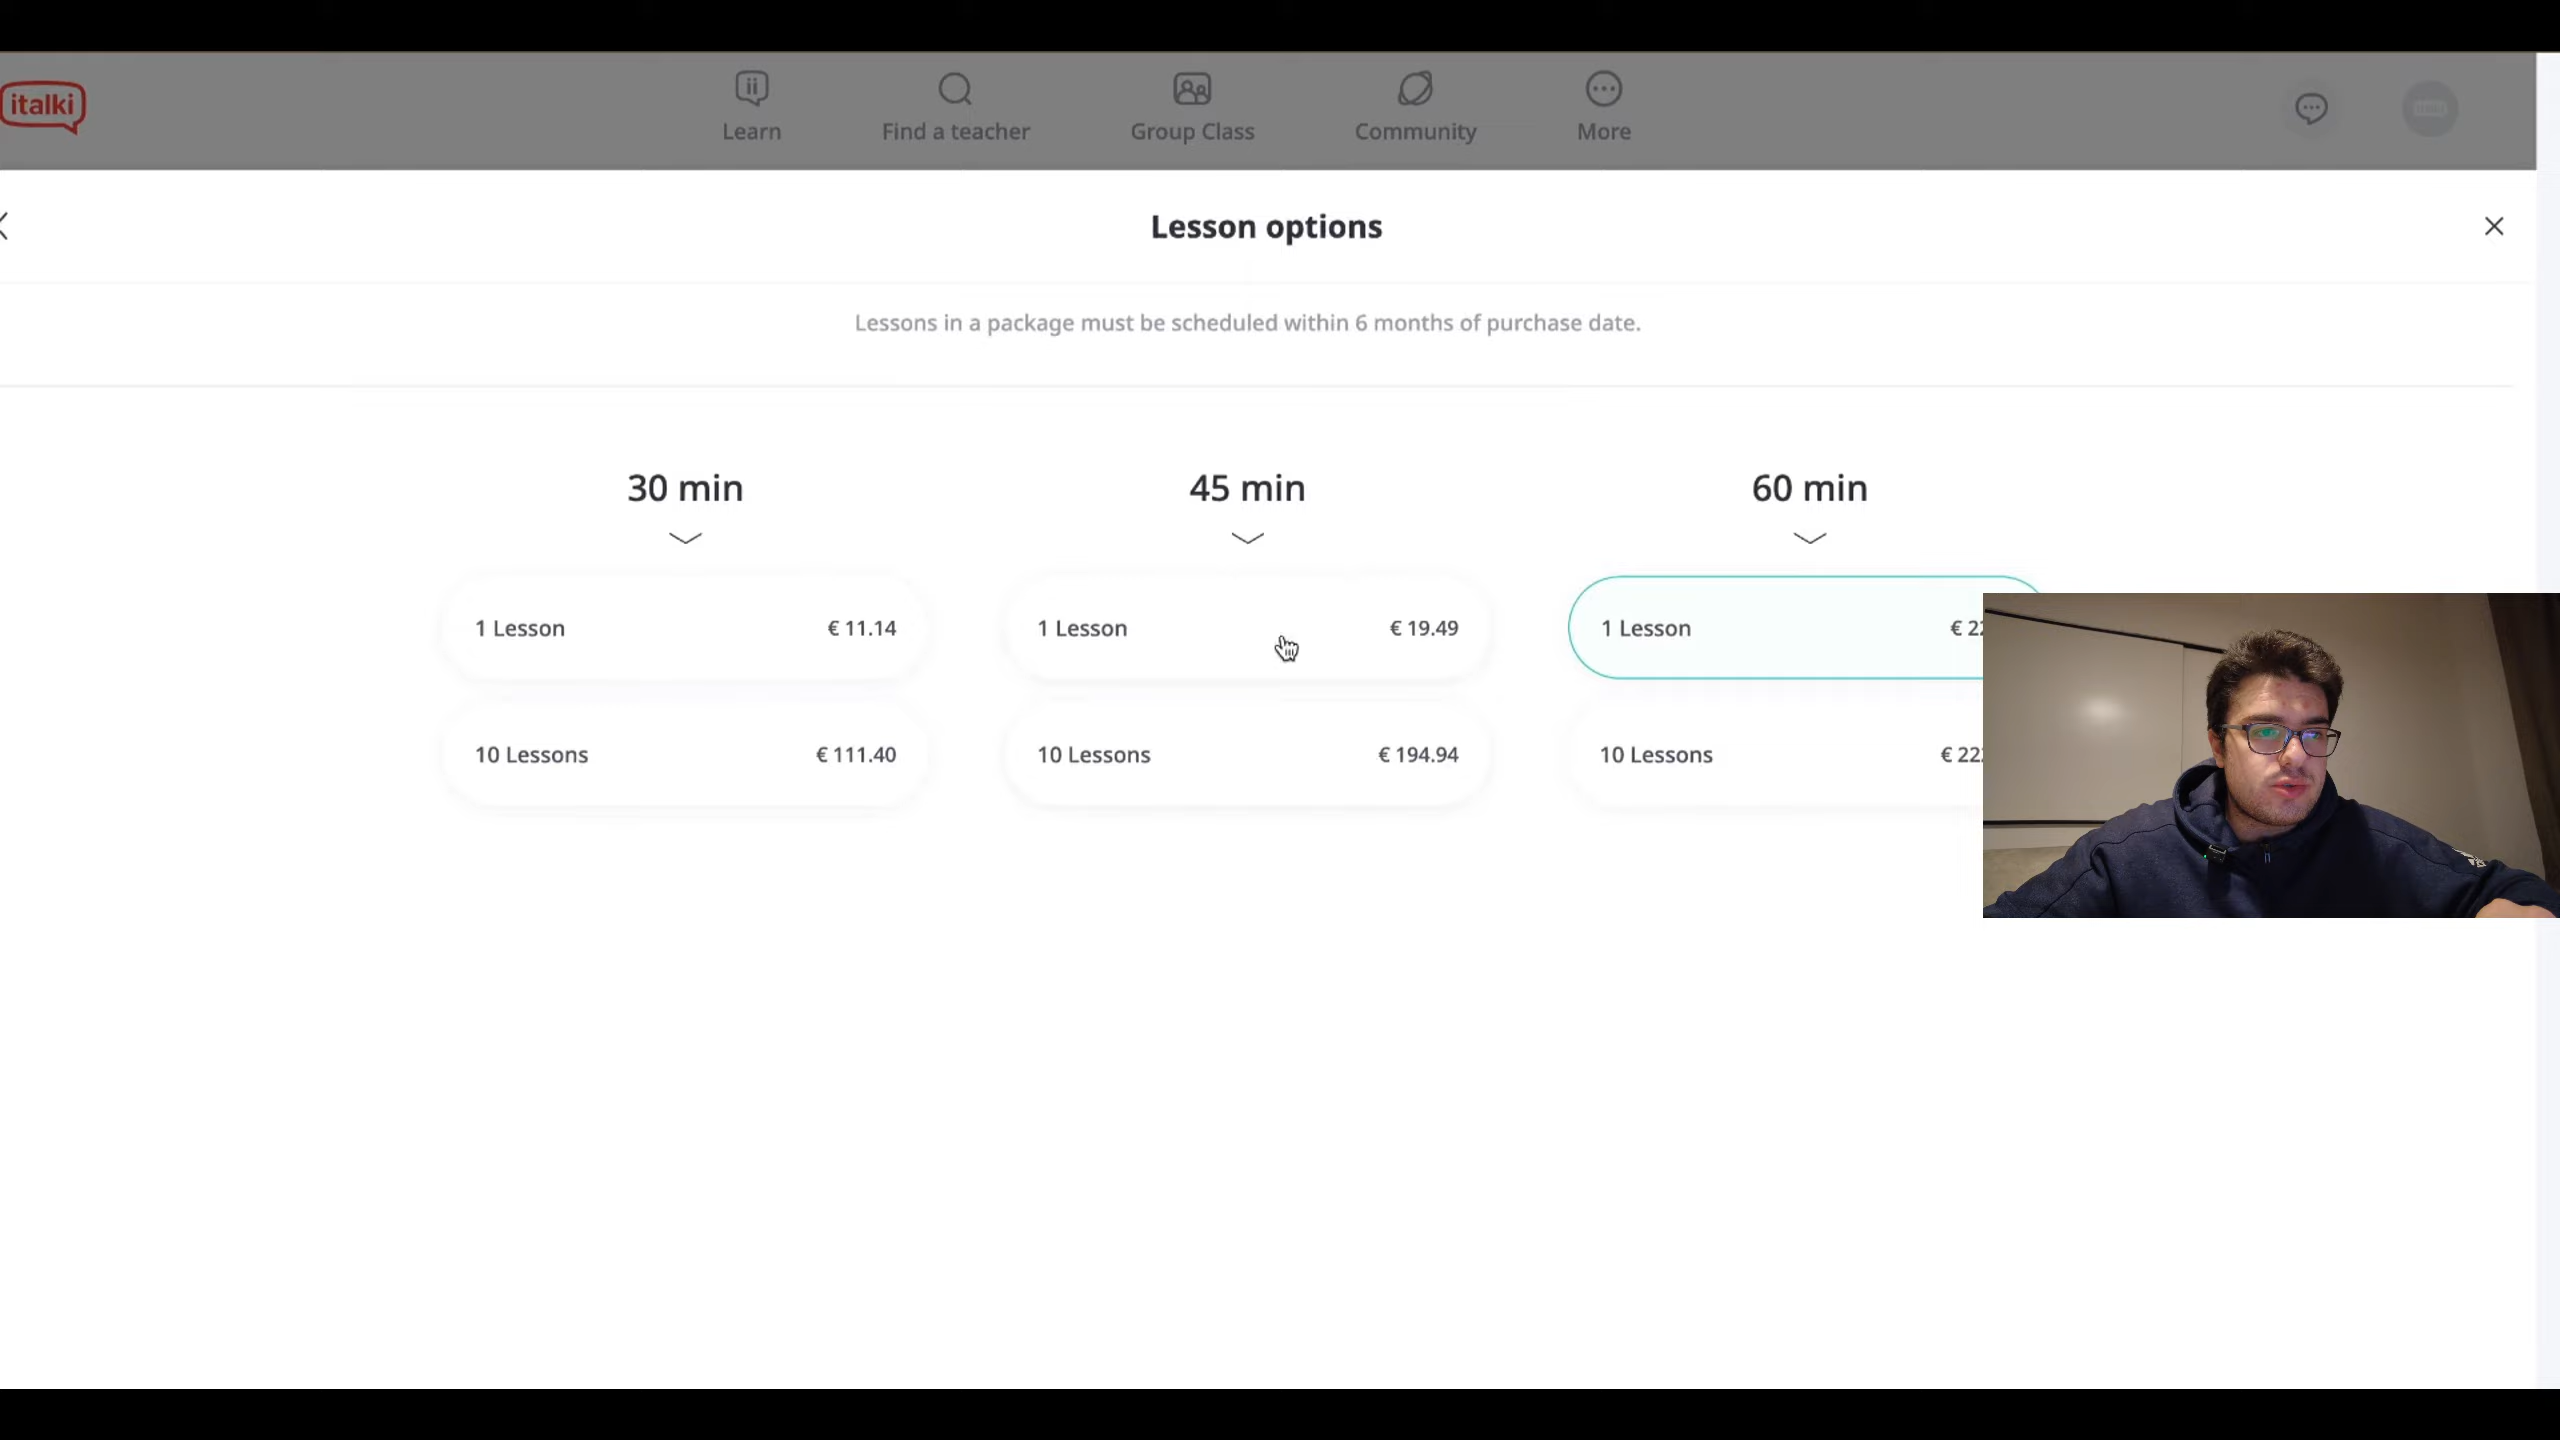 italki
Learn
Find a teacher
Group Class
Community
More
Lesson options
Lessons in a package must be scheduled within 6 months of purchase date.
30 min
45 min
60 min
1 Lesson € 11.14
1 Lesson € 19.49
1 Lesson € 22
10 Lessons € 111.40
10 Lessons € 194.94
10 Lessons € 22